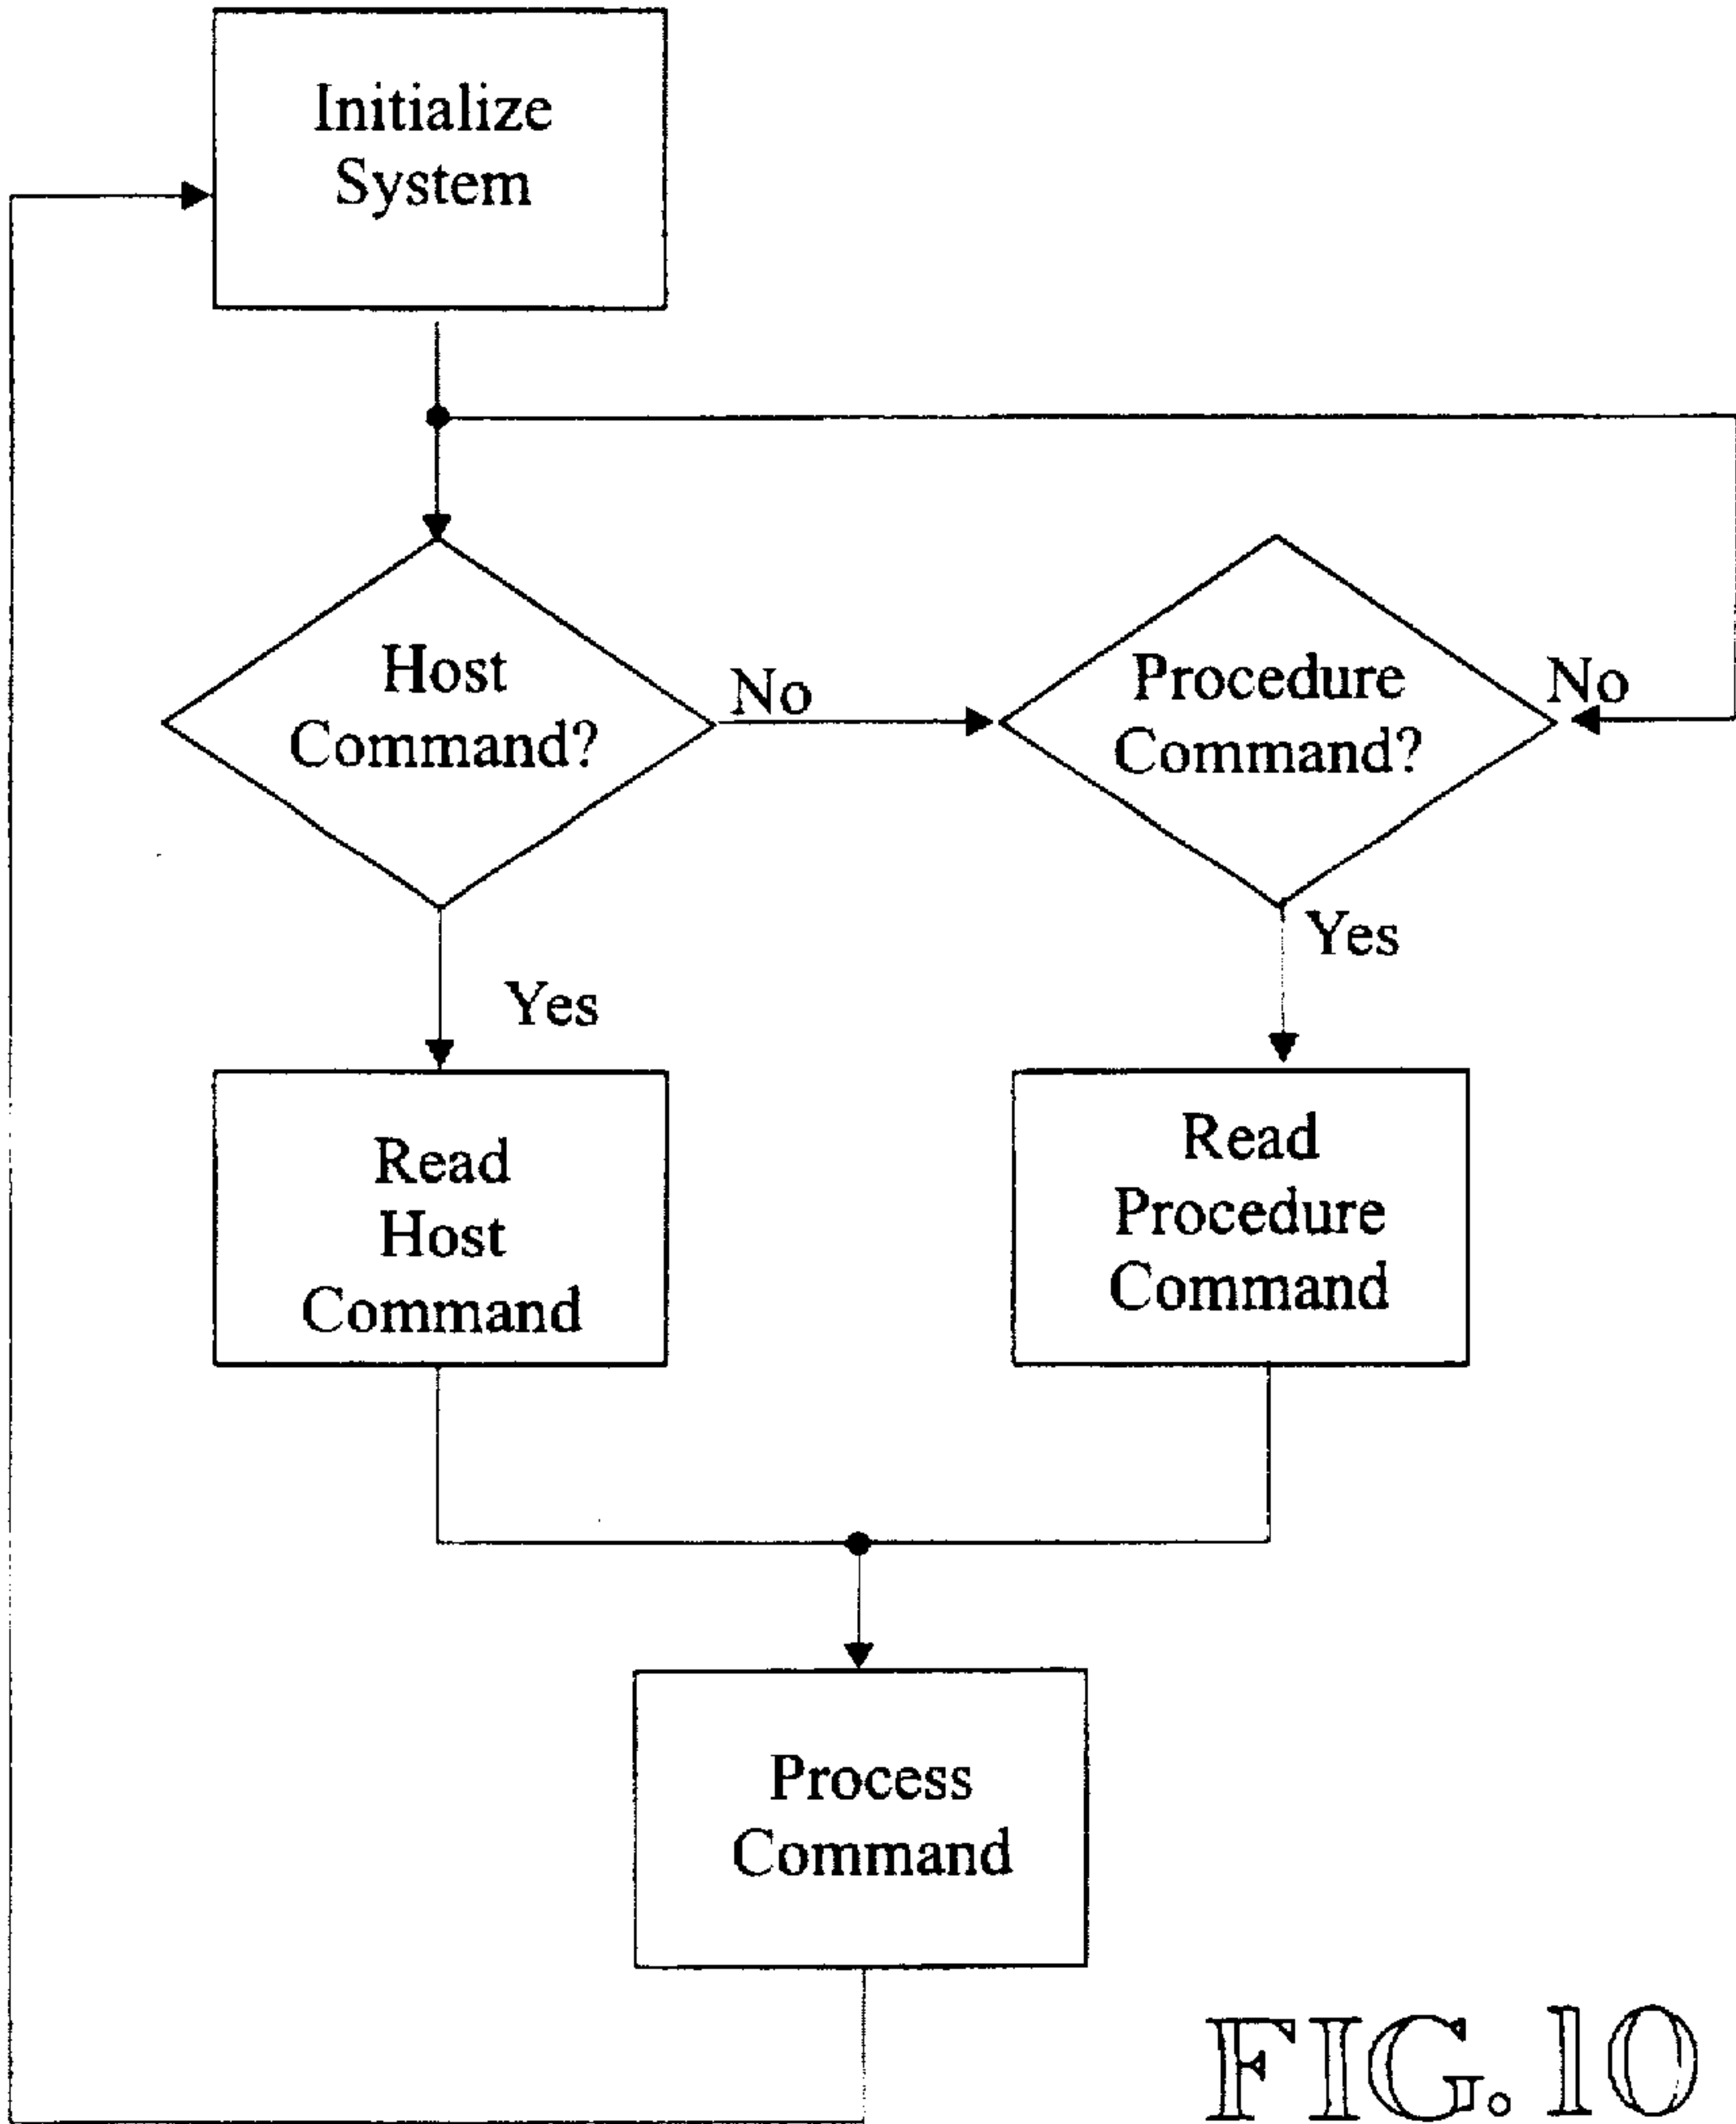 Initialize
System
Host
Command?
No
Procedure
Command?
No
Yes
Yes
Read
Host
Command
Read
Procedure
Command
Process
Command
FIG. 10